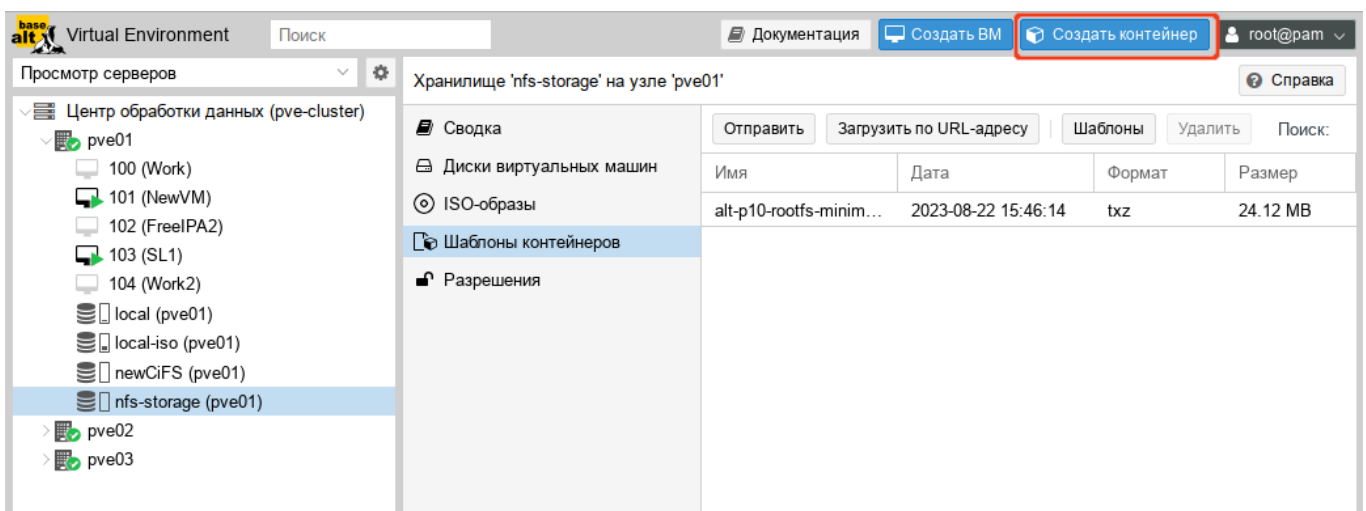 base alt Virtual Environment Поиск Документация Создать ВМ Создать контейнер root@pam
Просмотр серверов
Хранилище 'nfs-storage' на узле 'pve01' Справка
Центр обработки данных (pve-cluster)
pve01
100 (Work)
101 (NewVM)
102 (FreeIPA2)
103 (SL1)
104 (Work2)
local (pve01)
local-iso (pve01)
newCiFS (pve01)
nfs-storage (pve01)
pve02
pve03
Сводка
Диски виртуальных машин
ISO-образы
Шаблоны контейнеров
Разрешения
Отправить Загрузить по URL-адресу Шаблоны Удалить Поиск:
Имя Дата Формат Размер
alt-p10-rootfs-minim... 2023-08-22 15:46:14 txz 24.12 MB